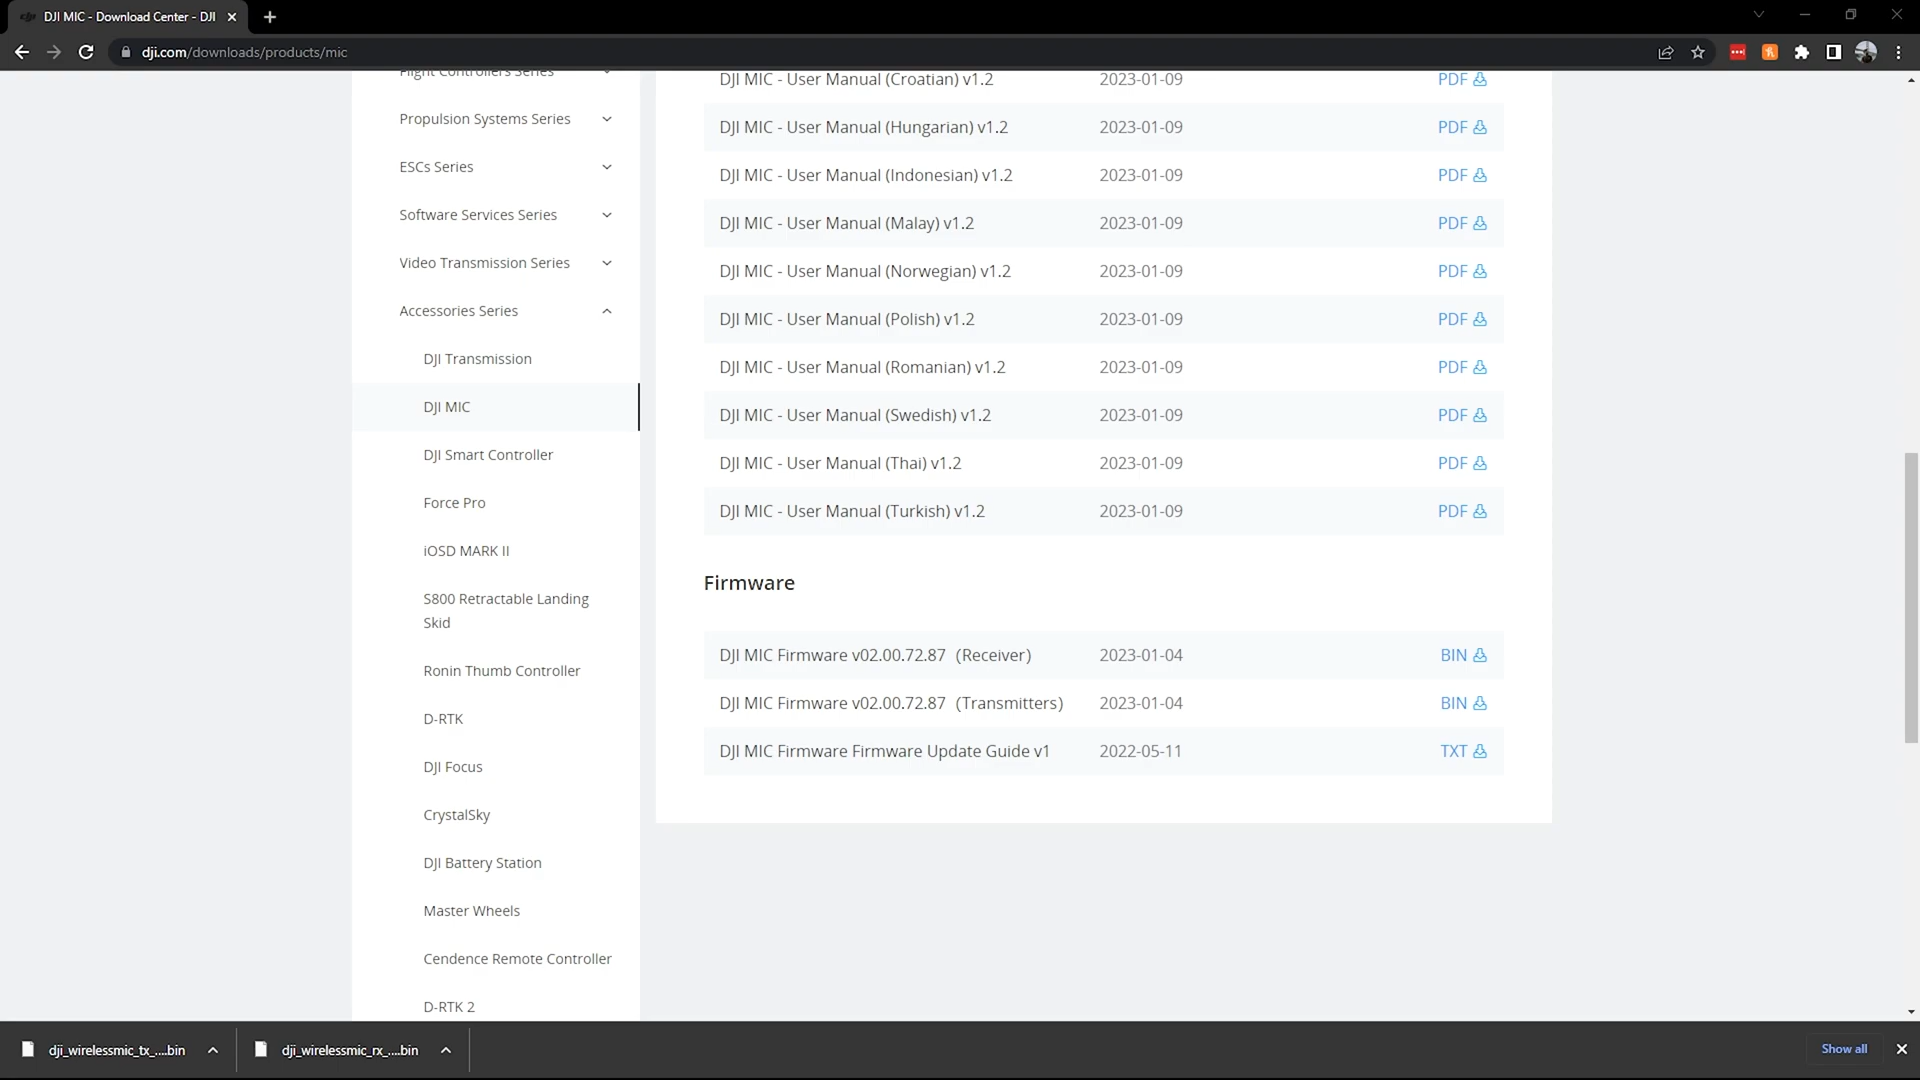 DJI MIC - Download Center - DJI
dji.com/downloads/products/mic
Flight Controllers Series
Propulsion Systems Series
ESCs Series
Software Services Series
Video Transmission Series
Accessories Series
DJI Transmission
DJI MIC
DJI Smart Controller
Force Pro
iOSD MARK II
S800 Retractable Landing
Skid
Ronin Thumb Controller
D-RTK
DJI Focus
CrystalSky
DJI Battery Station
Master Wheels
Cendence Remote Controller
D-RTK 2
DJI MIC - User Manual (Croatian) v1.2 2023-01-09 PDF
DJI MIC - User Manual (Hungarian) v1.2 2023-01-09 PDF
DJI MIC - User Manual (Indonesian) v1.2 2023-01-09 PDF
DJI MIC - User Manual (Malay) v1.2 2023-01-09 PDF
DJI MIC - User Manual (Norwegian) v1.2 2023-01-09 PDF
DJI MIC - User Manual (Polish) v1.2 2023-01-09 PDF
DJI MIC - User Manual (Romanian) v1.2 2023-01-09 PDF
DJI MIC - User Manual (Swedish) v1.2 2023-01-09 PDF
DJI MIC - User Manual (Thai) v1.2 2023-01-09 PDF
DJI MIC - User Manual (Turkish) v1.2 2023-01-09 PDF
Firmware
DJI MIC Firmware v02.00.72.87 (Receiver) 2023-01-04 BIN
DJI MIC Firmware v02.00.72.87 (Transmitters) 2023-01-04 BIN
DJI MIC Firmware Firmware Update Guide v1 2022-05-11 TXT
dji_wirelessmic_tx_....bin dji_wirelessmic_rx_....bin Show all